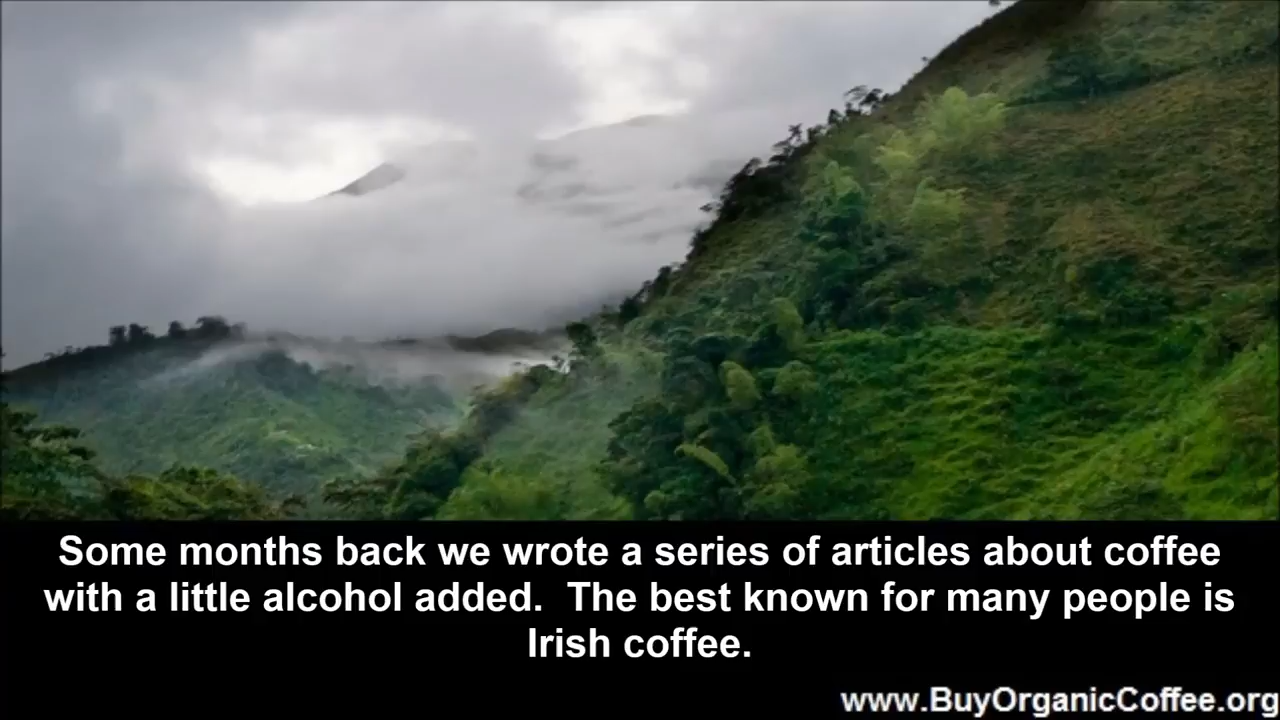 Some months back we wrote a series of articles about coffee
with a little alcohol added.  The best known for many people is
Irish coffee.
www.BuyOrganicCoffee.org